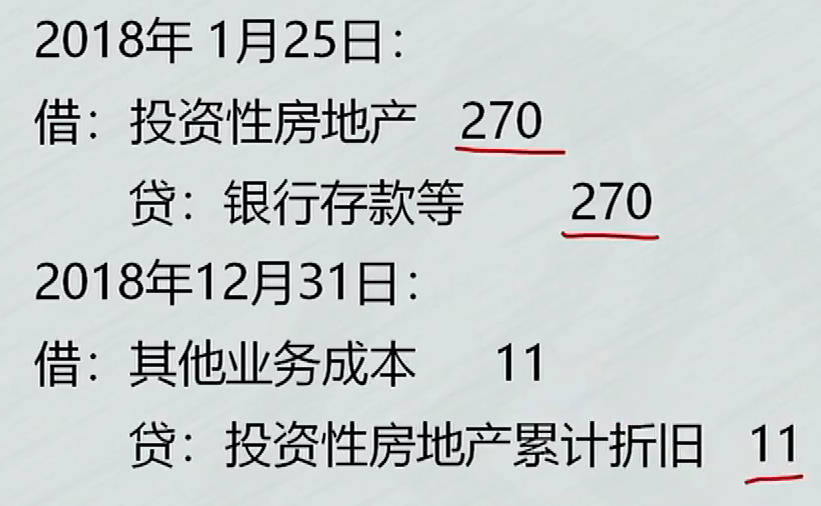 2018年 1月25日：
借：投资性房地产 270
贷：银行存款等 270
2018年12月31日：
借：其他业务成本 11
贷：投资性房地产累计折旧 11